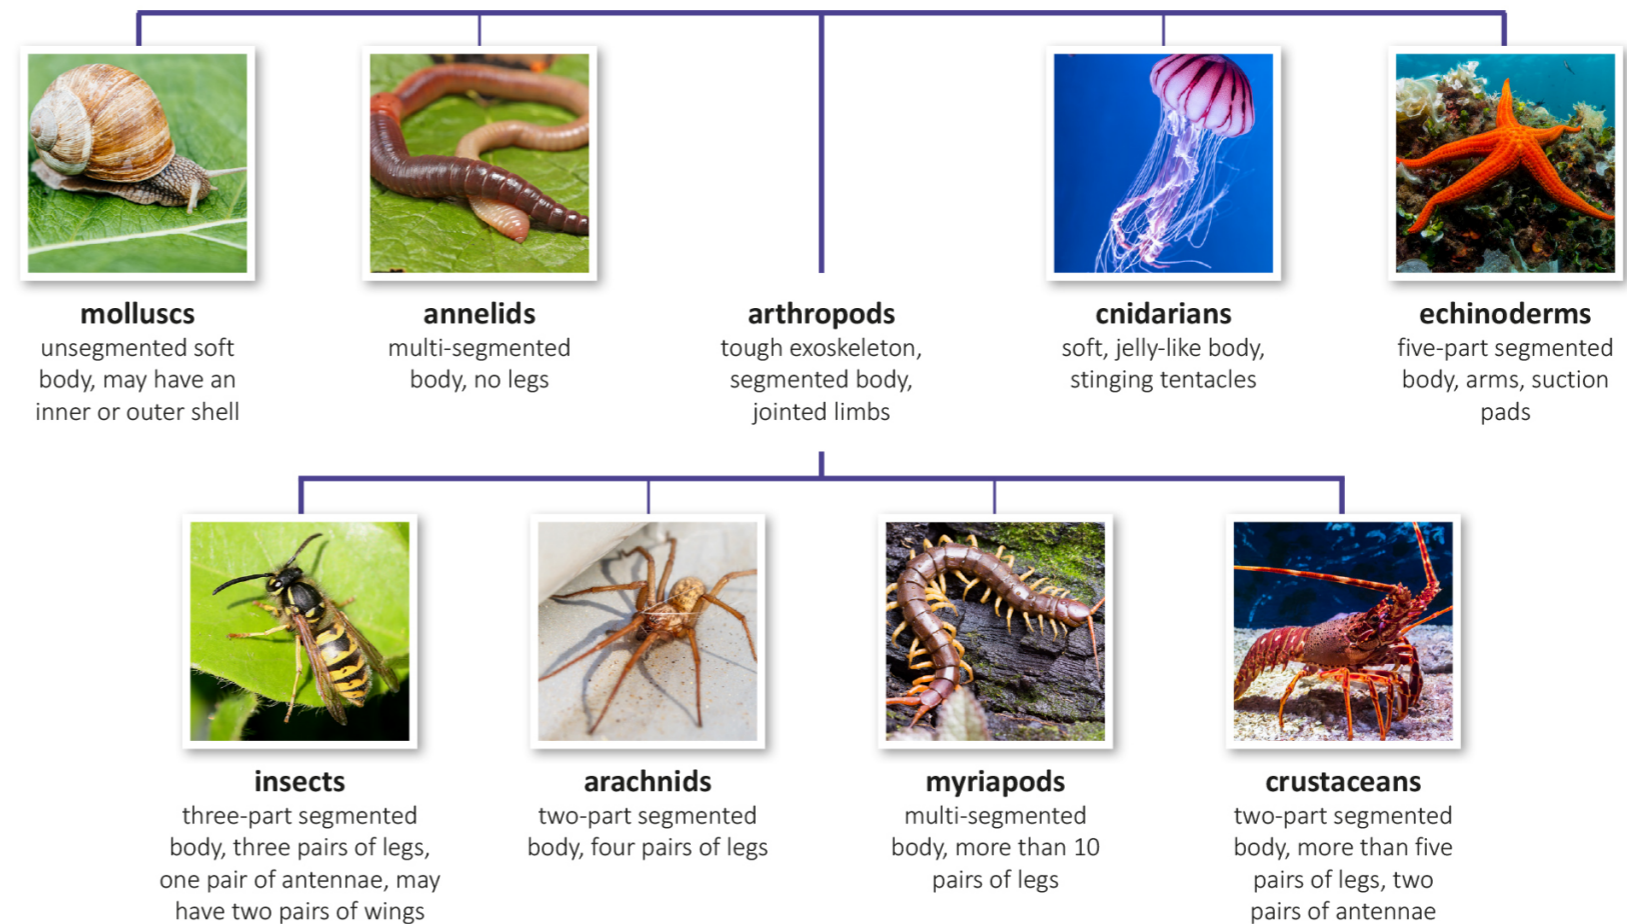 molluscs
unsegmented soft
body, may have an
inner or outer shell
annelids
multi-segmented
body, no legs
arthropods
tough exoskeleton,
segmented body,
jointed limbs
cnidarians
soft, jelly-like body,
stinging tentacles
echinoderms
five-part segmented
body, arms, suction
pads
insects
three-part segmented
body, three pairs of legs,
one pair of antennae, may
have two pairs of wings
arachnids
two-part segmented
body, four pairs of legs
myriapods
multi-segmented
body, more than 10
pairs of legs
crustaceans
two-part segmented
body, more than five
pairs of legs, two
pairs of antennae